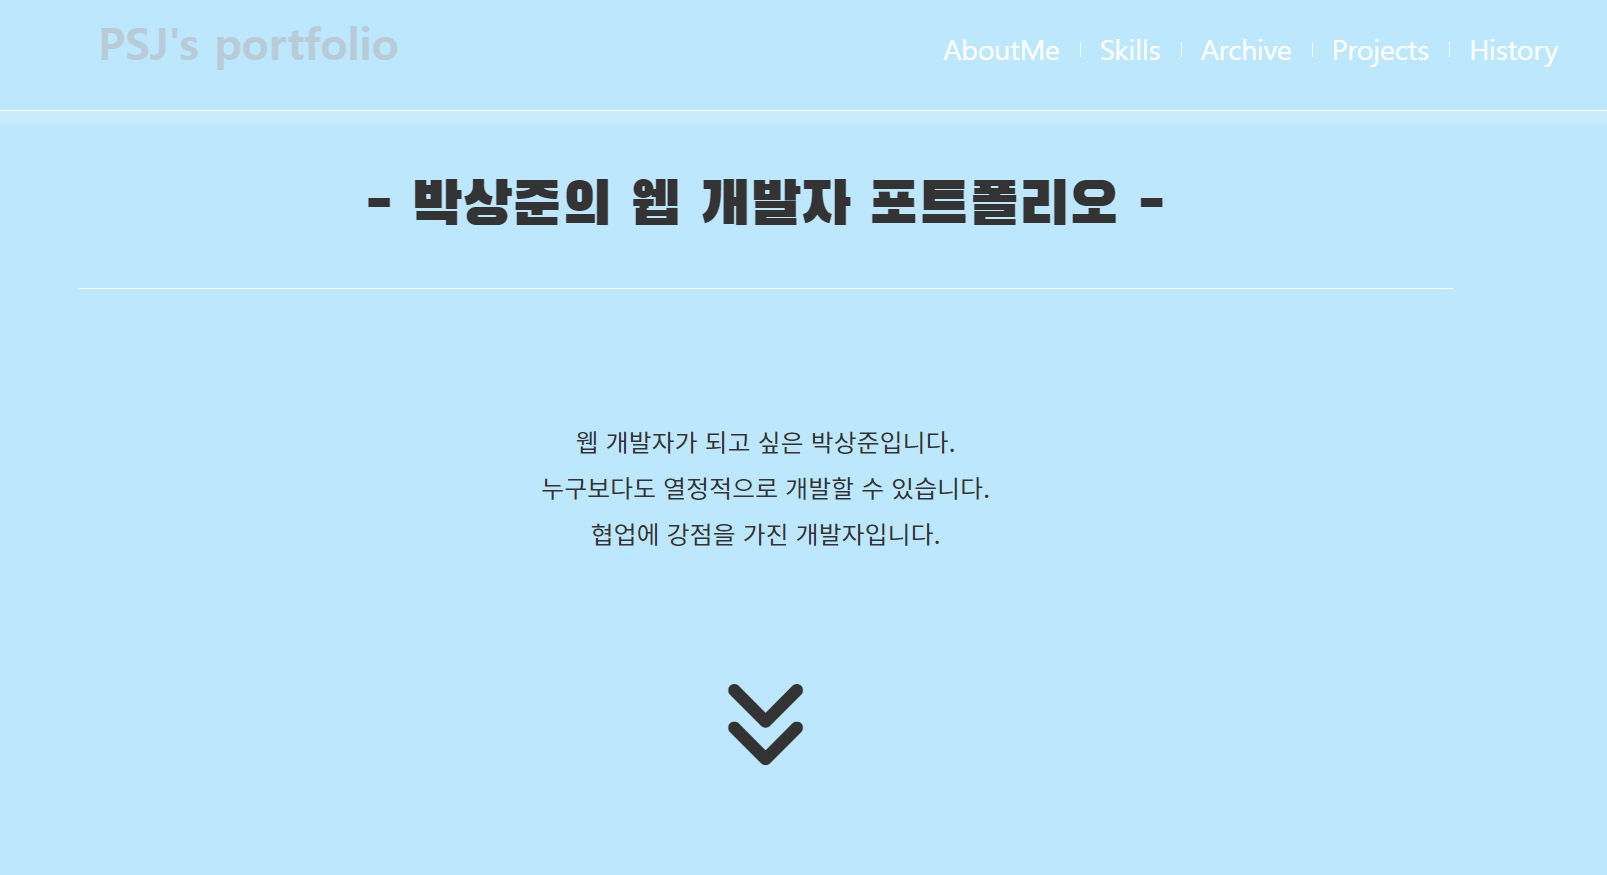 PSJ's portfolio
AboutMe | Skills | Archive | Projects | History
- 박상준의 웹 개발자 포트폴리오 -
웹 개발자가 되고 싶은 박상준입니다.
누구보다도 열정적으로 개발할 수 있습니다.
협업에 강점을 가진 개발자입니다.